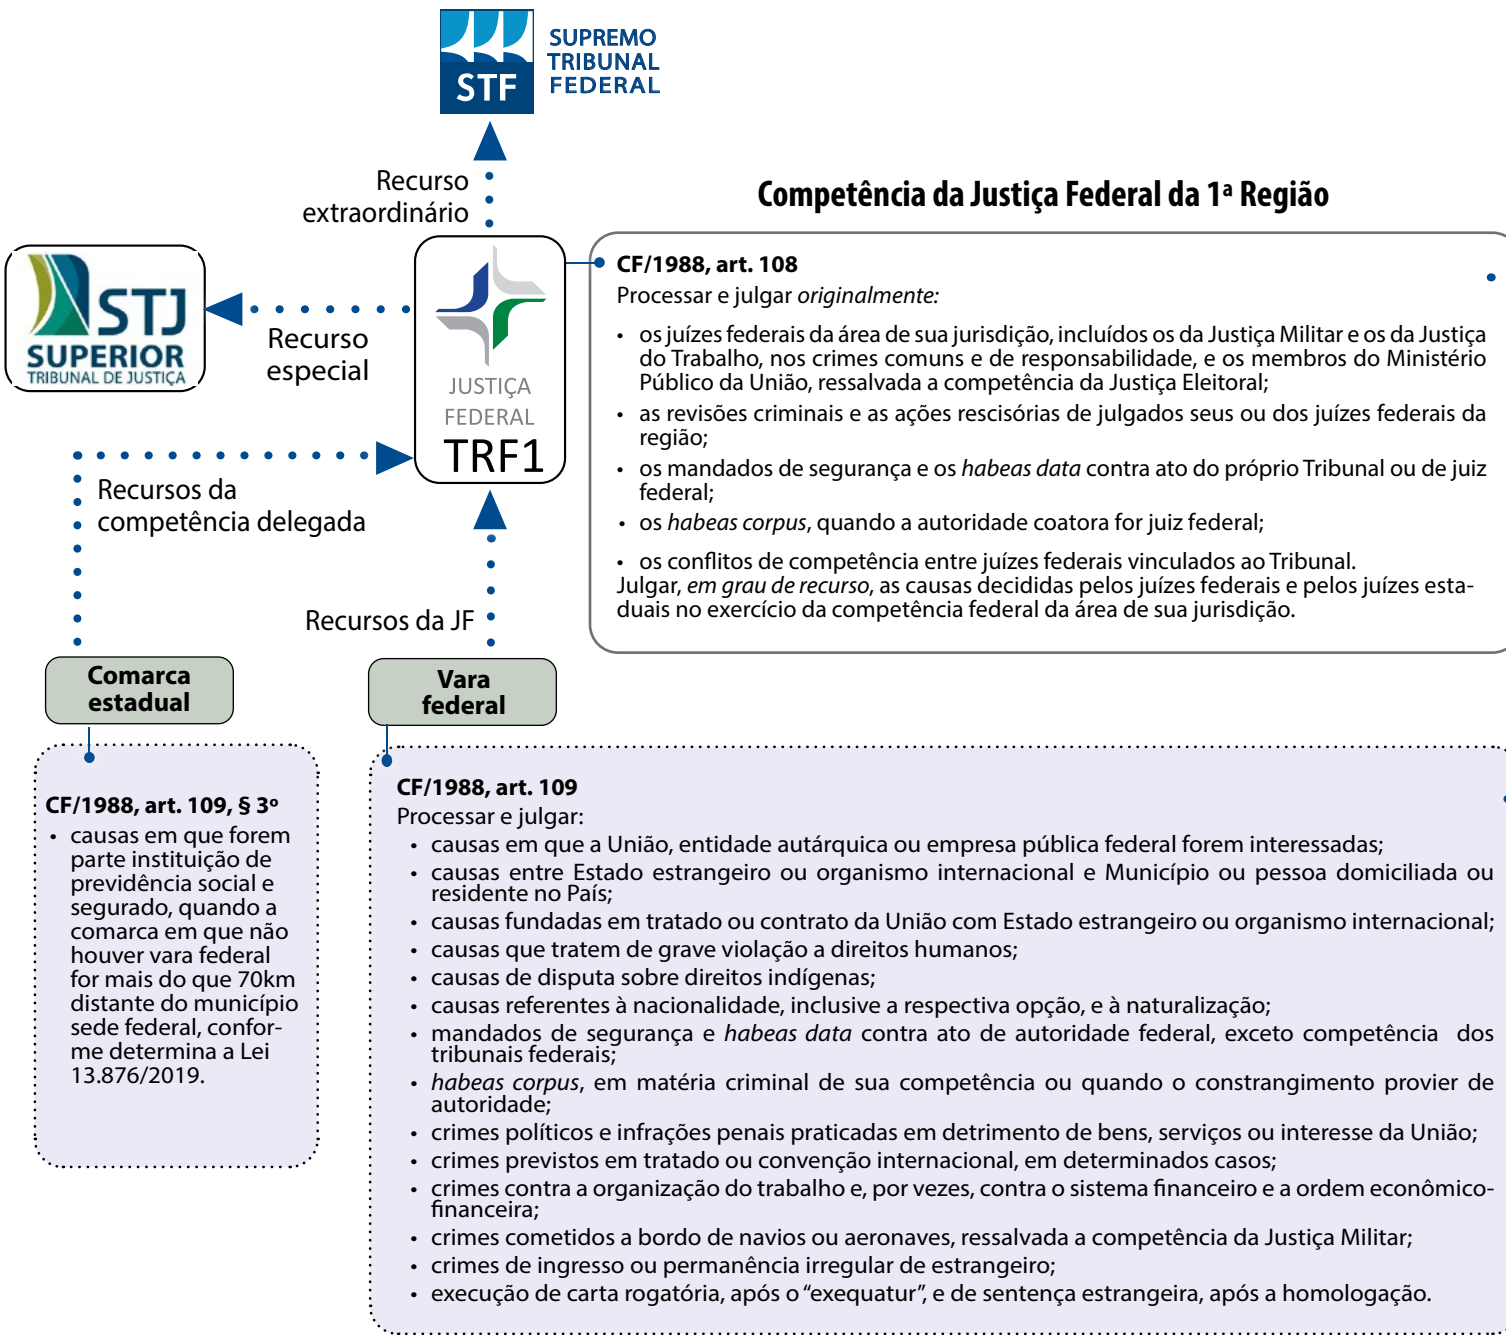 SUPREMO
TRIBUNAL
FEDERAL
STF
Recurso
extraordinário
Competência da Justiça Federal da 1ª Região
STJ
SUPERIOR
TRIBUNAL DE JUSTIÇA
Recurso
especial
JUSTIÇA
FEDERAL
TRF1
CF/1988, art. 108
Processar e julgar originalmente:
• os juízes federais da área de sua jurisdição, incluídos os da Justiça Militar e os da Justiça
do Trabalho, nos crimes comuns e de responsabilidade, e os membros do Ministério
Público da União, ressalvada a competência da Justiça Eleitoral;
• as revisões criminais e as ações rescisórias de julgados seus ou dos juízes federais da
região;
• os mandados de segurança e os habeas data contra ato do próprio Tribunal ou de juiz
federal;
• os habeas corpus, quando a autoridade coatora for juiz federal;
• os conflitos de competência entre juízes federais vinculados ao Tribunal.
Julgar, em grau de recurso, as causas decididas pelos juízes federais e pelos juízes esta-
duais no exercício da competência federal da área de sua jurisdição.
Recursos da
competência delegada
Recursos da JF
Comarca
estadual
Vara
federal
CF/1988, art. 109, § 3º
• causas em que forem
parte instituição de
previdência social e
segurado, quando a
comarca em que não
houver vara federal
for mais do que 70km
distante do município
sede federal, confor-
me determina a Lei
13.876/2019.
CF/1988, art. 109
Processar e julgar:
• causas em que a União, entidade autárquica ou empresa pública federal forem interessadas;
• causas entre Estado estrangeiro ou organismo internacional e Município ou pessoa domiciliada ou
residente no País;
• causas fundadas em tratado ou contrato da União com Estado estrangeiro ou organismo internacional;
• causas que tratem de grave violação a direitos humanos;
• causas de disputa sobre direitos indígenas;
• causas referentes à nacionalidade, inclusive a respectiva opção, e à naturalização;
• mandados de segurança e habeas data contra ato de autoridade federal, exceto competência dos
tribunais federais;
• habeas corpus, em matéria criminal de sua competência ou quando o constrangimento provier de
autoridade;
• crimes políticos e infrações penais praticadas em detrimento de bens, serviços ou interesse da União;
• crimes previstos em tratado ou convenção internacional, em determinados casos;
• crimes contra a organização do trabalho e, por vezes, contra o sistema financeiro e a ordem econômico-
financeira;
• crimes cometidos a bordo de navios ou aeronaves, ressalvada a competência da Justiça Militar;
• crimes de ingresso ou permanência irregular de estrangeiro;
• execução de carta rogatória, após o “exequatur”, e de sentença estrangeira, após a homologação.